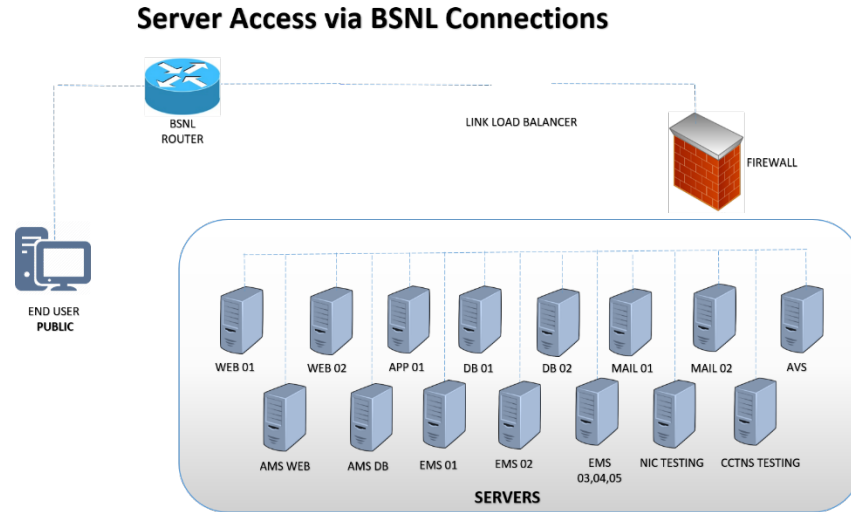 Server Access via BSNL Connections
BSNL
ROUTER
LINK LOAD BALANCER
FIREWALL
END USER
PUBLIC
WEB 01
WEB 02
APP 01
DB 01
DB 02
MAIL 01
MAIL 02
AVS
AMS WEB
AMS DB
EMS 01
EMS 02
EMS
03,04,05
NIC TESTING
CCTNS TESTING
SERVERS